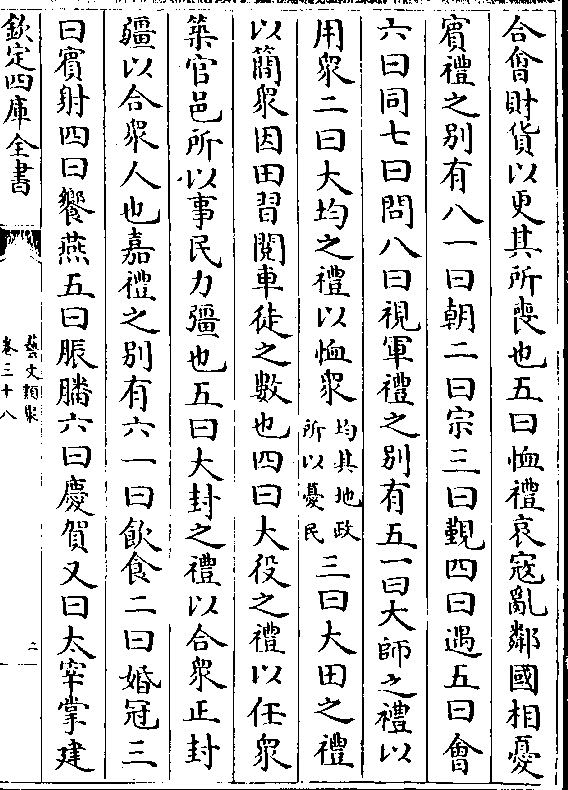 合會財貨以更其所喪也五曰恤禮哀寇亂鄰國相憂
賓禮之别有八一曰朝二曰宗三曰覲四曰遇五曰會
六曰同七曰問八曰視軍禮之别有五一曰大師之禮以
用衆二曰大均之禮以恤衆均其地政所以憂民三曰大田之禮
以簡衆因田習閱車徒之數也四曰大役之禮以任衆
築官邑所以事民力彊也五曰大封之禮以合衆正封
疆以合衆人也嘉禮之别有六一曰飲食二曰婚冠三
曰賓射四曰饗燕五曰脤膰六曰慶賀又曰太宰掌建
欽定四庫全書
藝文類聚
卷三十八
二